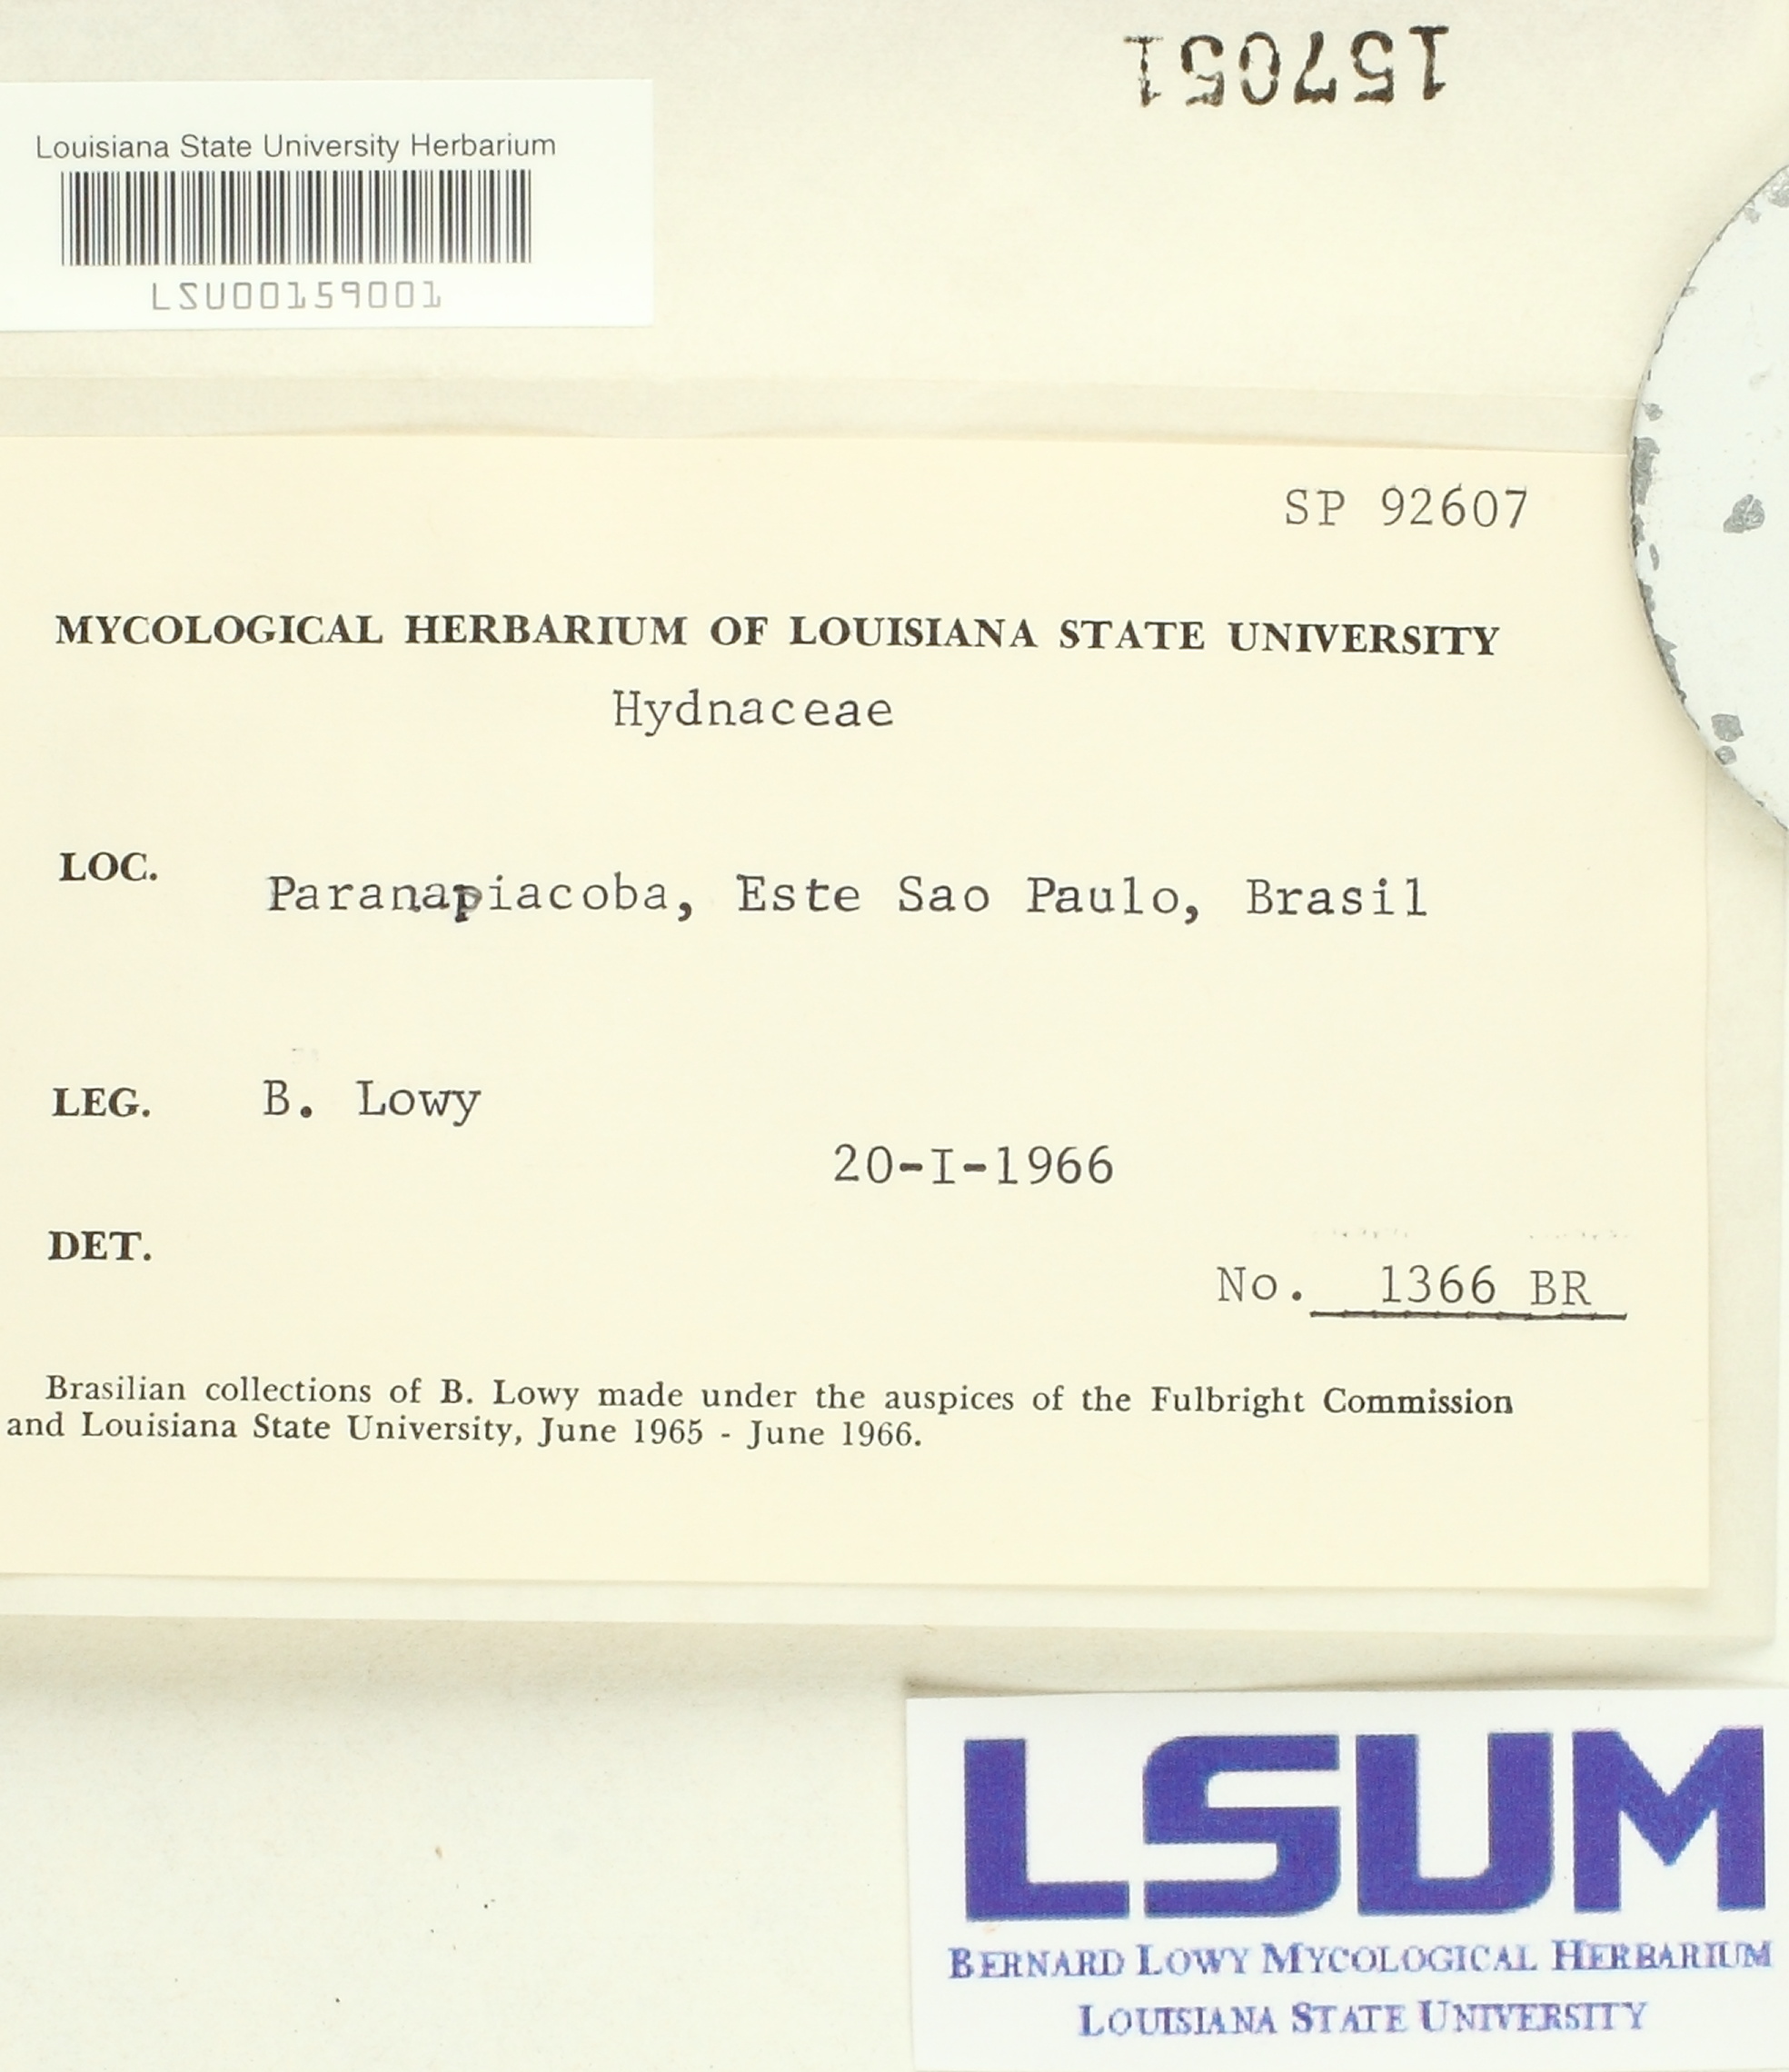 157051
Louisiana State University Herbarium
LSU00159001
SP 92607
MYCOLOGICAL HERBARIUM OF LOUISIANA STATE UNIVERSITY
Hydnaceae
LOC. Paranapiacoba, Este Sao Paulo, Brasil
LEG. B. Lowy
20-I-1966
DET.
No. 1366 BR
Brasilian collections of B. Lowy made under the auspices of the Fulbright Commission
and Louisiana State University, June 1965 - June 1966.
LSUM
BERNARD LOWY MYCOLOGICAL HERBARIUM
LOUISIANA STATE UNIVERSITY